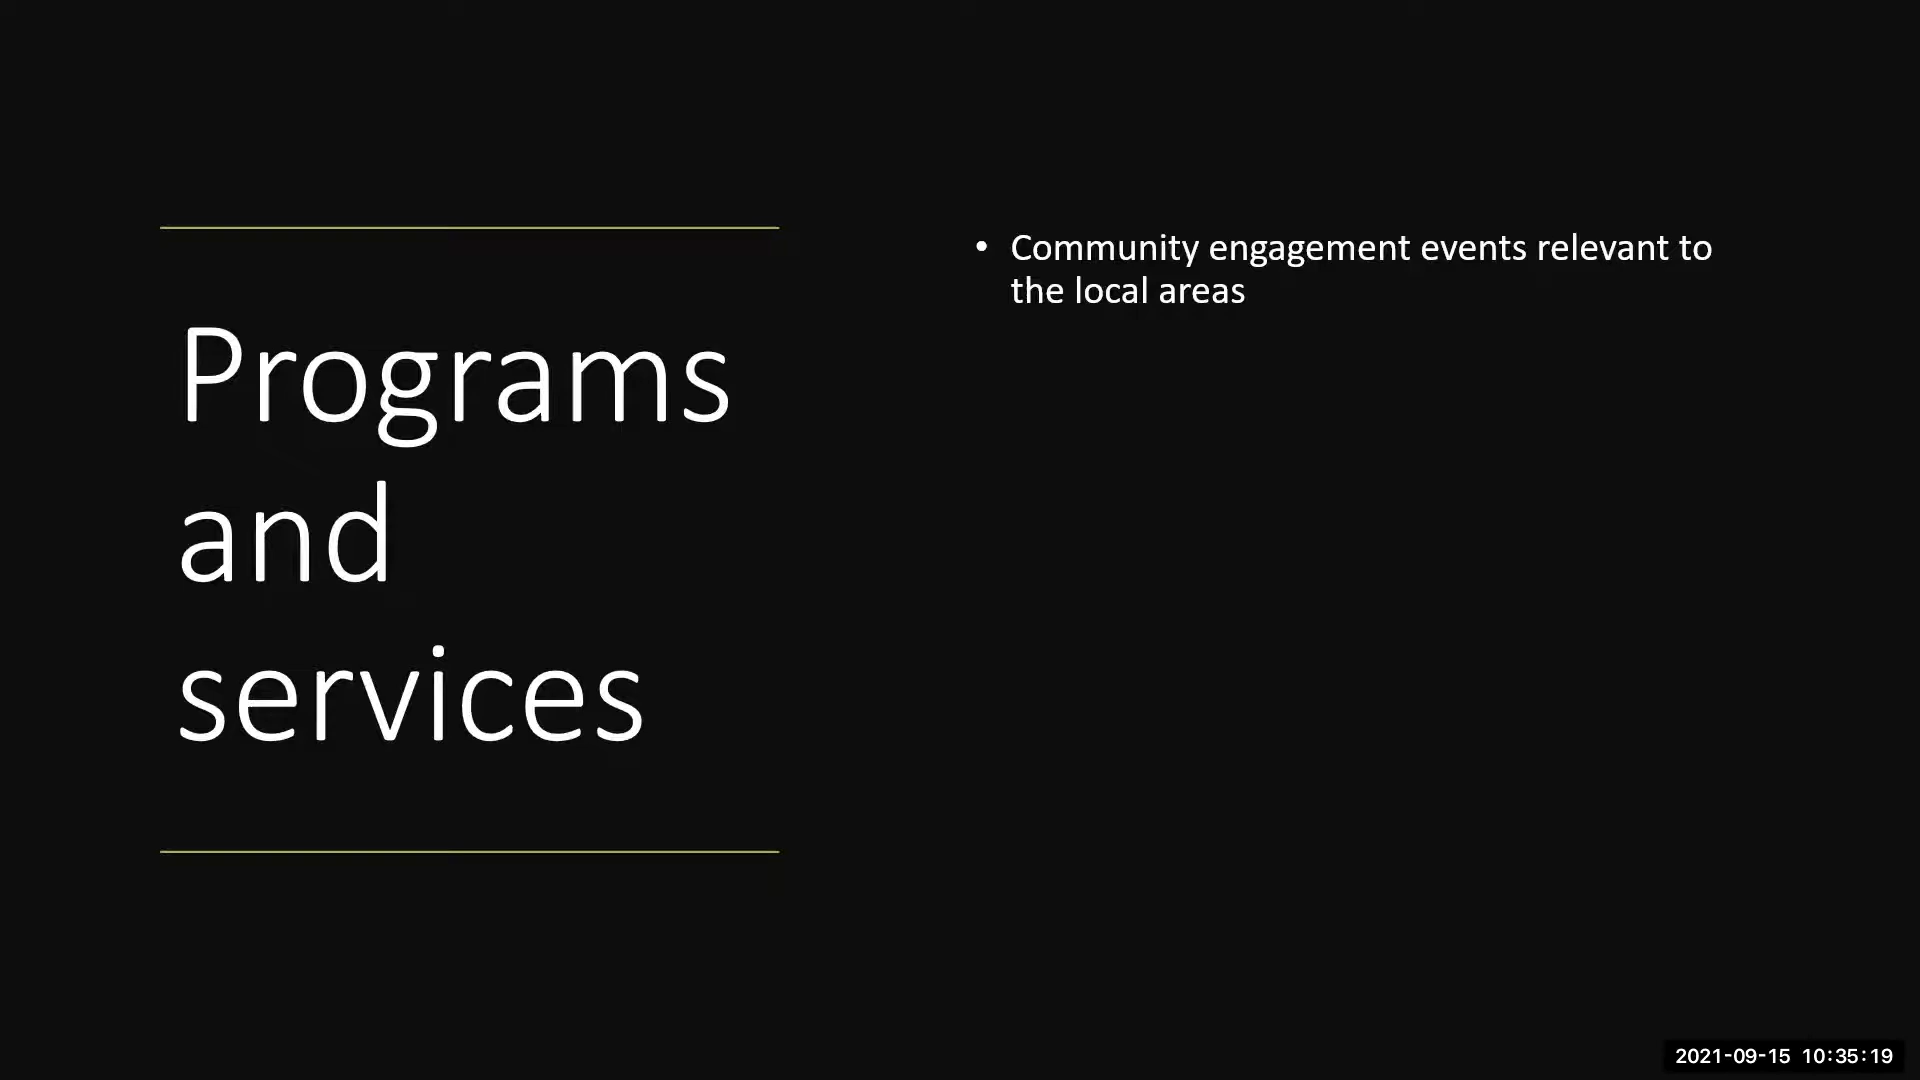 Programs
and
services
• Community engagement events relevant to
the local areas
2021-09-15 10:35:19